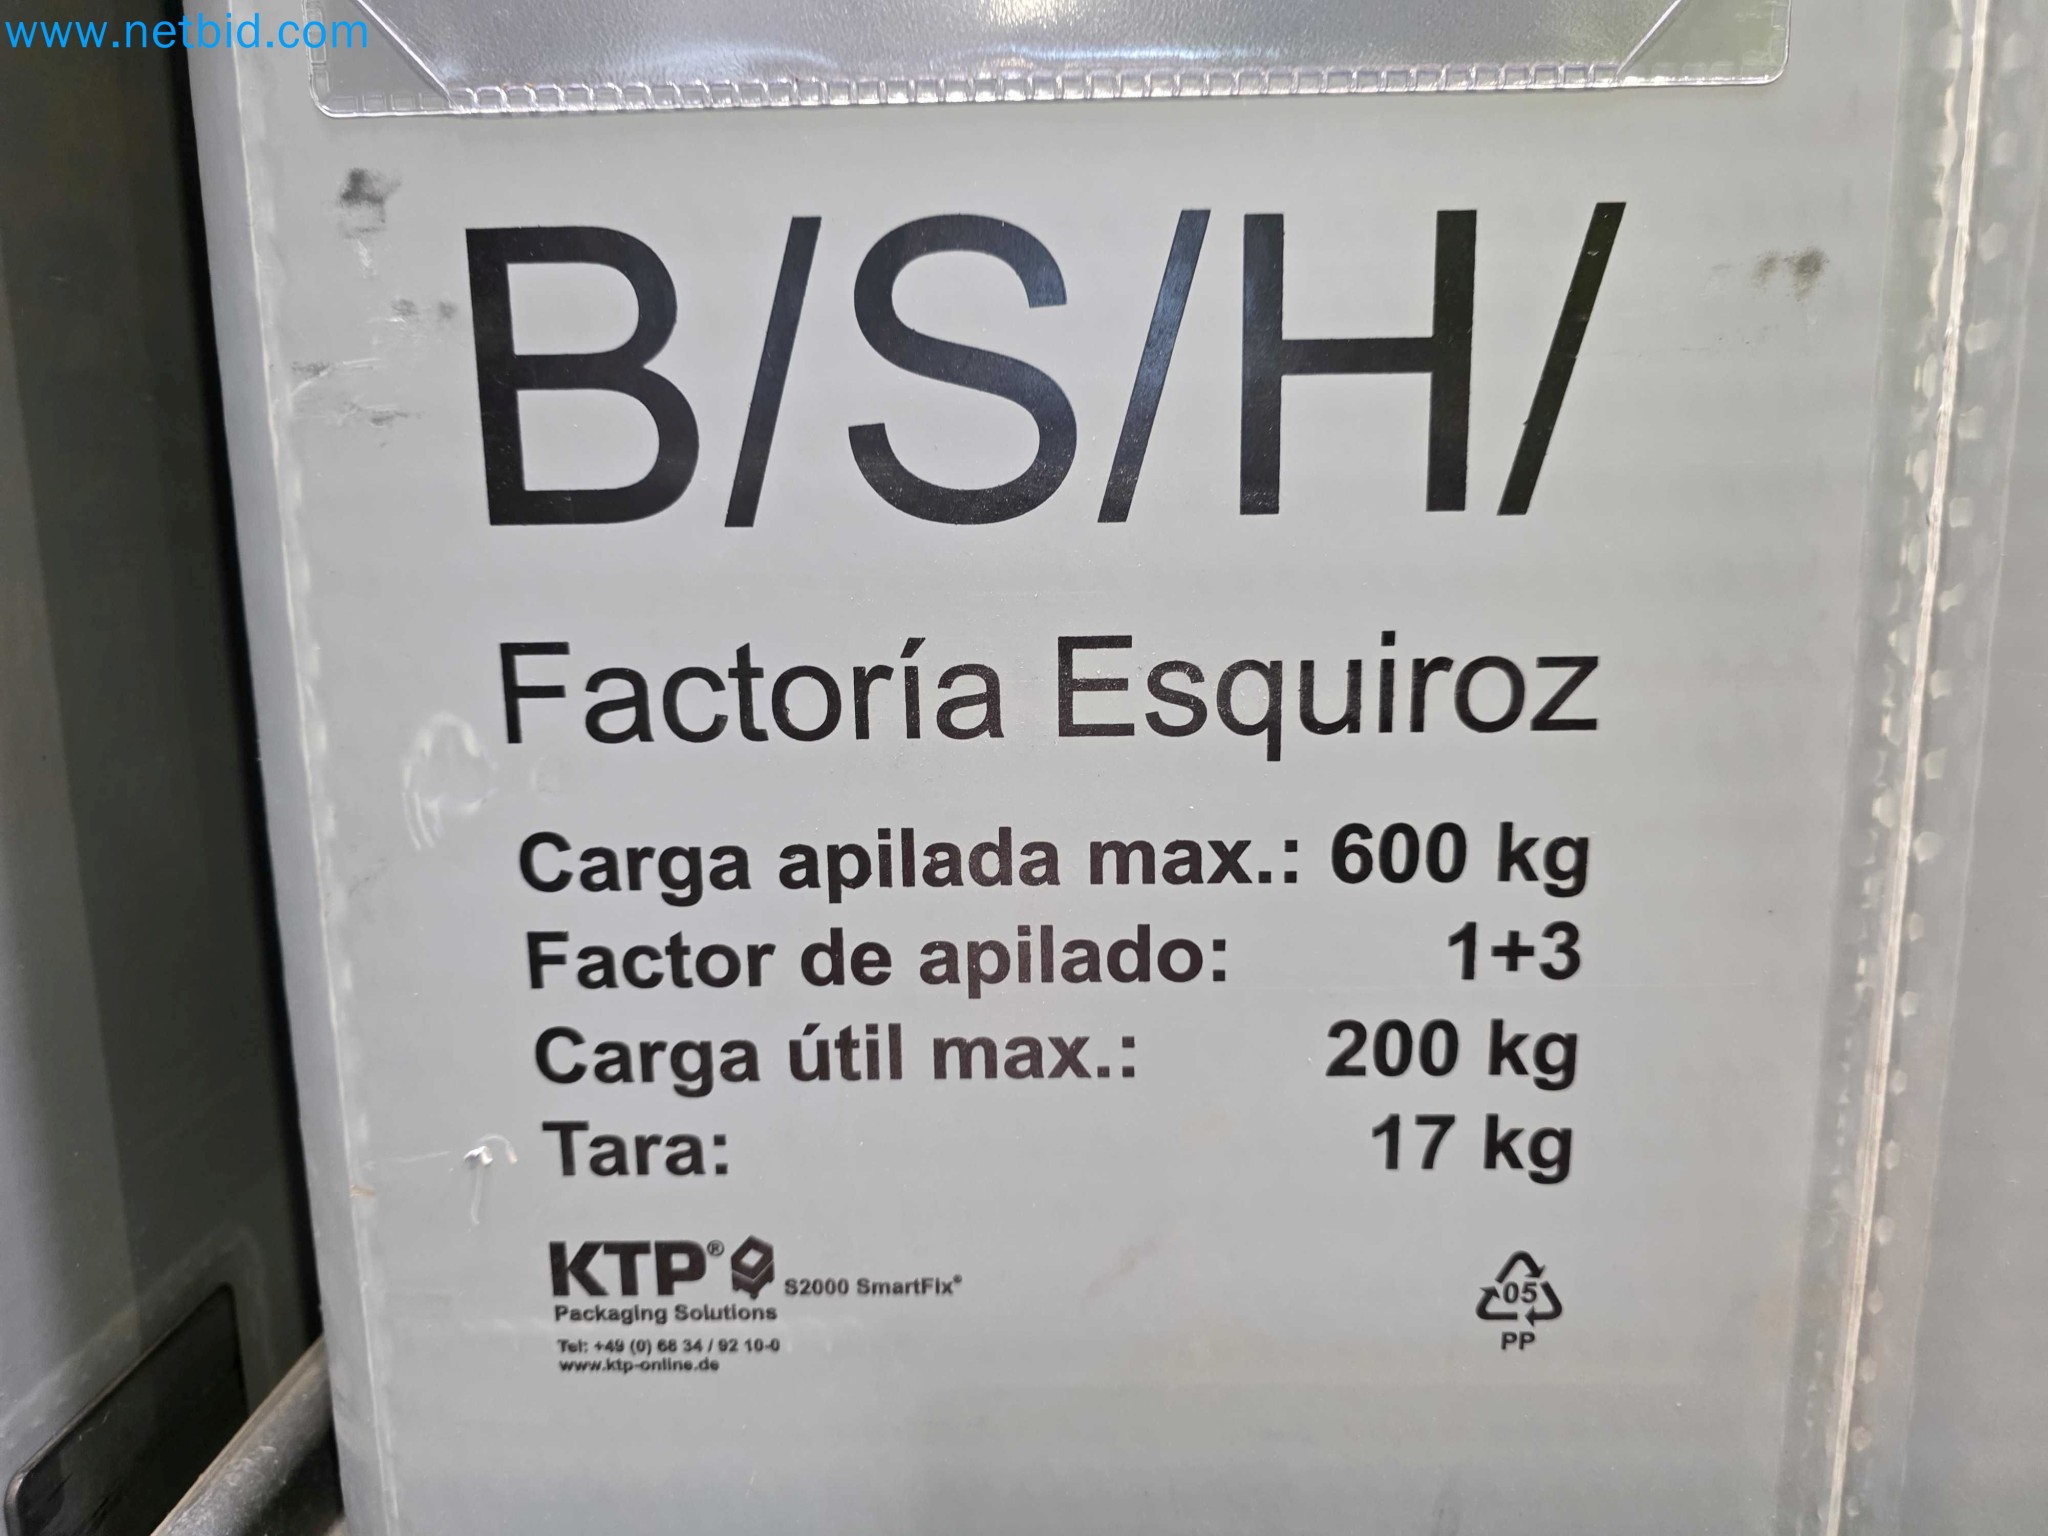 www.netbid.com
B/S/H/
Factoría Esquiroz
Carga apilada max.: 600 kg
Factor de apilado: 1+3
Carga útil max.: 200 kg
Tara: 17 kg
KTP® S2000 SmartFix®
Packaging Solutions
Tel: +49 (0) 68 34 / 92 10-0
www.ktp-online.de
05
PP